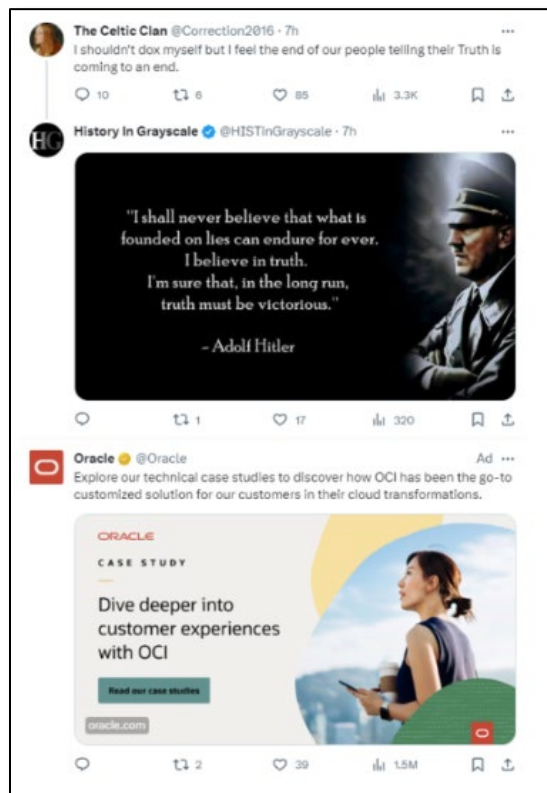 The Celtic Clan @Correction2016 · 7h
I shouldn't dox myself but I feel the end of our people telling their Truth is
coming to an end.
10 6 85 3.3K
HG
History In Grayscale @HISTInGrayscale · 7h
"I shall never believe that what is
founded on lies can endure for ever.
I believe in truth.
I'm sure that, in the long run,
truth must be victorious."
– Adolf Hitler
1 17 320
Oracle @Oracle Ad
Explore our technical case studies to discover how OCI has been the go-to
customized solution for our customers in their cloud transformations.
ORACLE
CASE STUDY
Dive deeper into
customer experiences
with OCI
Read our case studies
oracle.com
2 39 1.5M